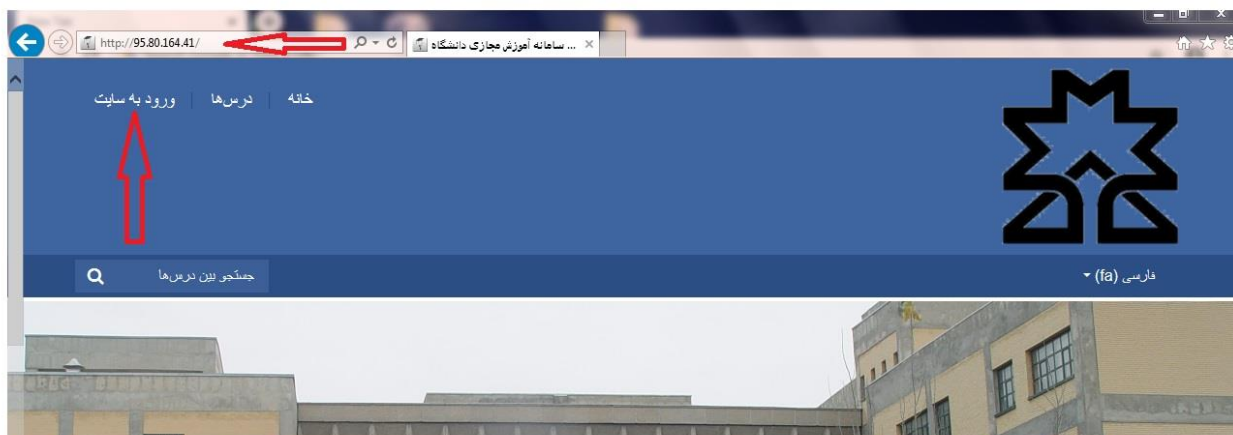 http://95.80.164.41/
سامانه آموزش مجازی دانشگاه ...
خانه
درس‌ها
ورود به سایت
فارسی (fa)
جستجو بین درس‌ها